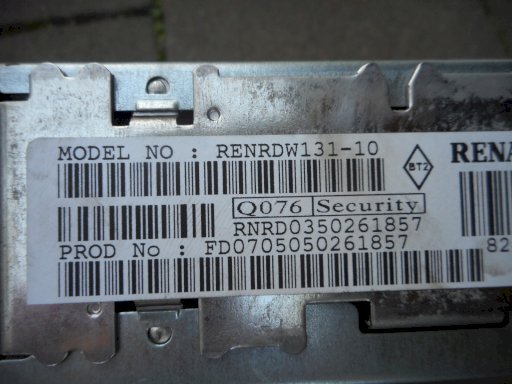 MODEL NO : RENRDW131-10
BT2
RENA
Q076 Security
RNRD0350261857
PROD No : FD0705050261857
82